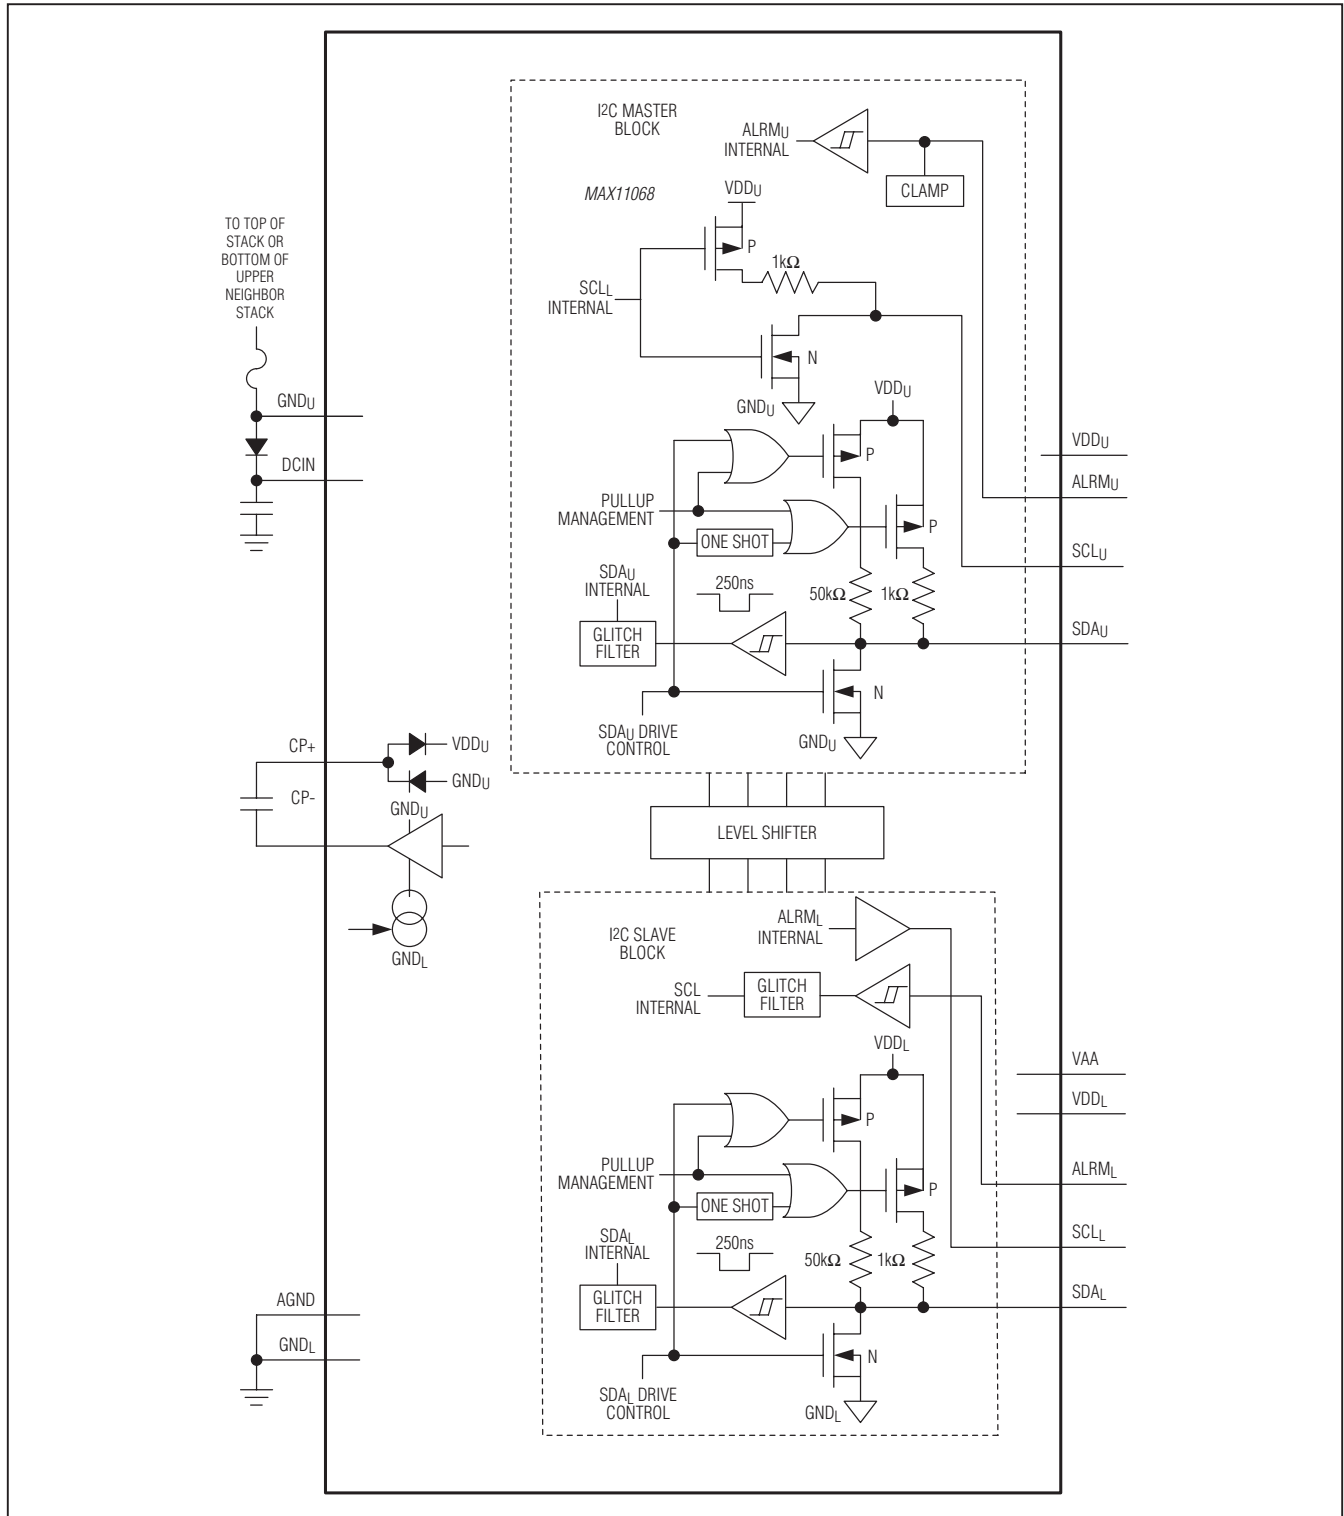 I2C MASTER
BLOCK
ALRMU
INTERNAL
CLAMP
MAX11068
VDDU
P
1kΩ
TO TOP OF
STACK OR
BOTTOM OF
UPPER
NEIGHBOR
STACK
SCLL
INTERNAL
N
GNDU
VDDU
GNDU
DCIN
P
PULLUP
MANAGEMENT
P
ONE SHOT
SDAU
INTERNAL
250ns
50kΩ
1kΩ
GLITCH
FILTER
N
SDAU DRIVE
CONTROL
GNDU
VDDU
ALRMU
SCLU
SDAU
CP+
VDDU
GNDU
CP-
GNDU
GNDL
LEVEL SHIFTER
I2C SLAVE
BLOCK
ALRML
INTERNAL
SCL
INTERNAL
GLITCH
FILTER
VDDL
P
PULLUP
MANAGEMENT
P
ONE SHOT
SDAL
INTERNAL
250ns
50kΩ
1kΩ
GLITCH
FILTER
N
SDAL DRIVE
CONTROL
GNDL
VAA
VDDL
ALRML
SCLL
SDAL
AGND
GNDL